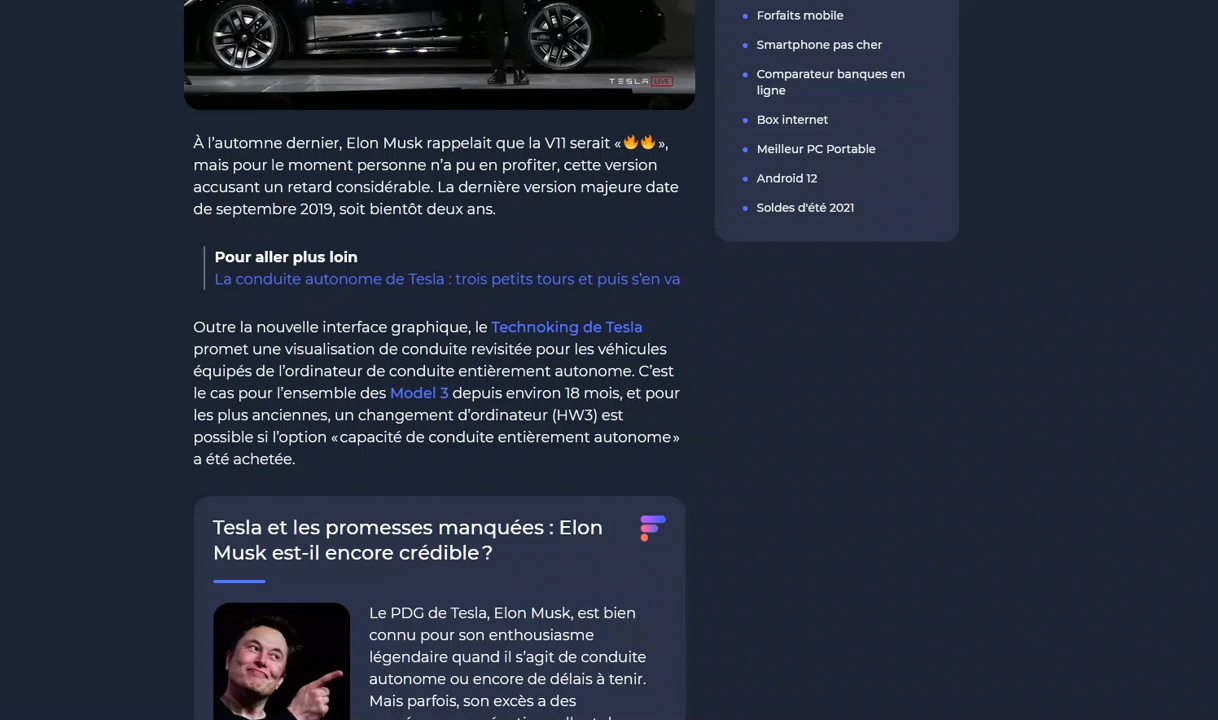 TESLA LIVE
À l’automne dernier, Elon Musk rappelait que la V11 serait « 🔥🔥 »,
mais pour le moment personne n’a pu en profiter, cette version
accusant un retard considérable. La dernière version majeure date
de septembre 2019, soit bientôt deux ans.
Pour aller plus loin
La conduite autonome de Tesla : trois petits tours et puis s’en va
Outre la nouvelle interface graphique, le Technoking de Tesla
promet une visualisation de conduite revisitée pour les véhicules
équipés de l’ordinateur de conduite entièrement autonome. C’est
le cas pour l’ensemble des Model 3 depuis environ 18 mois, et pour
les plus anciennes, un changement d’ordinateur (HW3) est
possible si l’option « capacité de conduite entièrement autonome »
a été achetée.
Tesla et les promesses manquées : Elon
Musk est-il encore crédible ?
Le PDG de Tesla, Elon Musk, est bien
connu pour son enthousiasme
légendaire quand il s’agit de conduite
autonome ou encore de délais à tenir.
Mais parfois, son excès a des
Forfaits mobile
Smartphone pas cher
Comparateur banques en
ligne
Box internet
Meilleur PC Portable
Android 12
Soldes d'été 2021